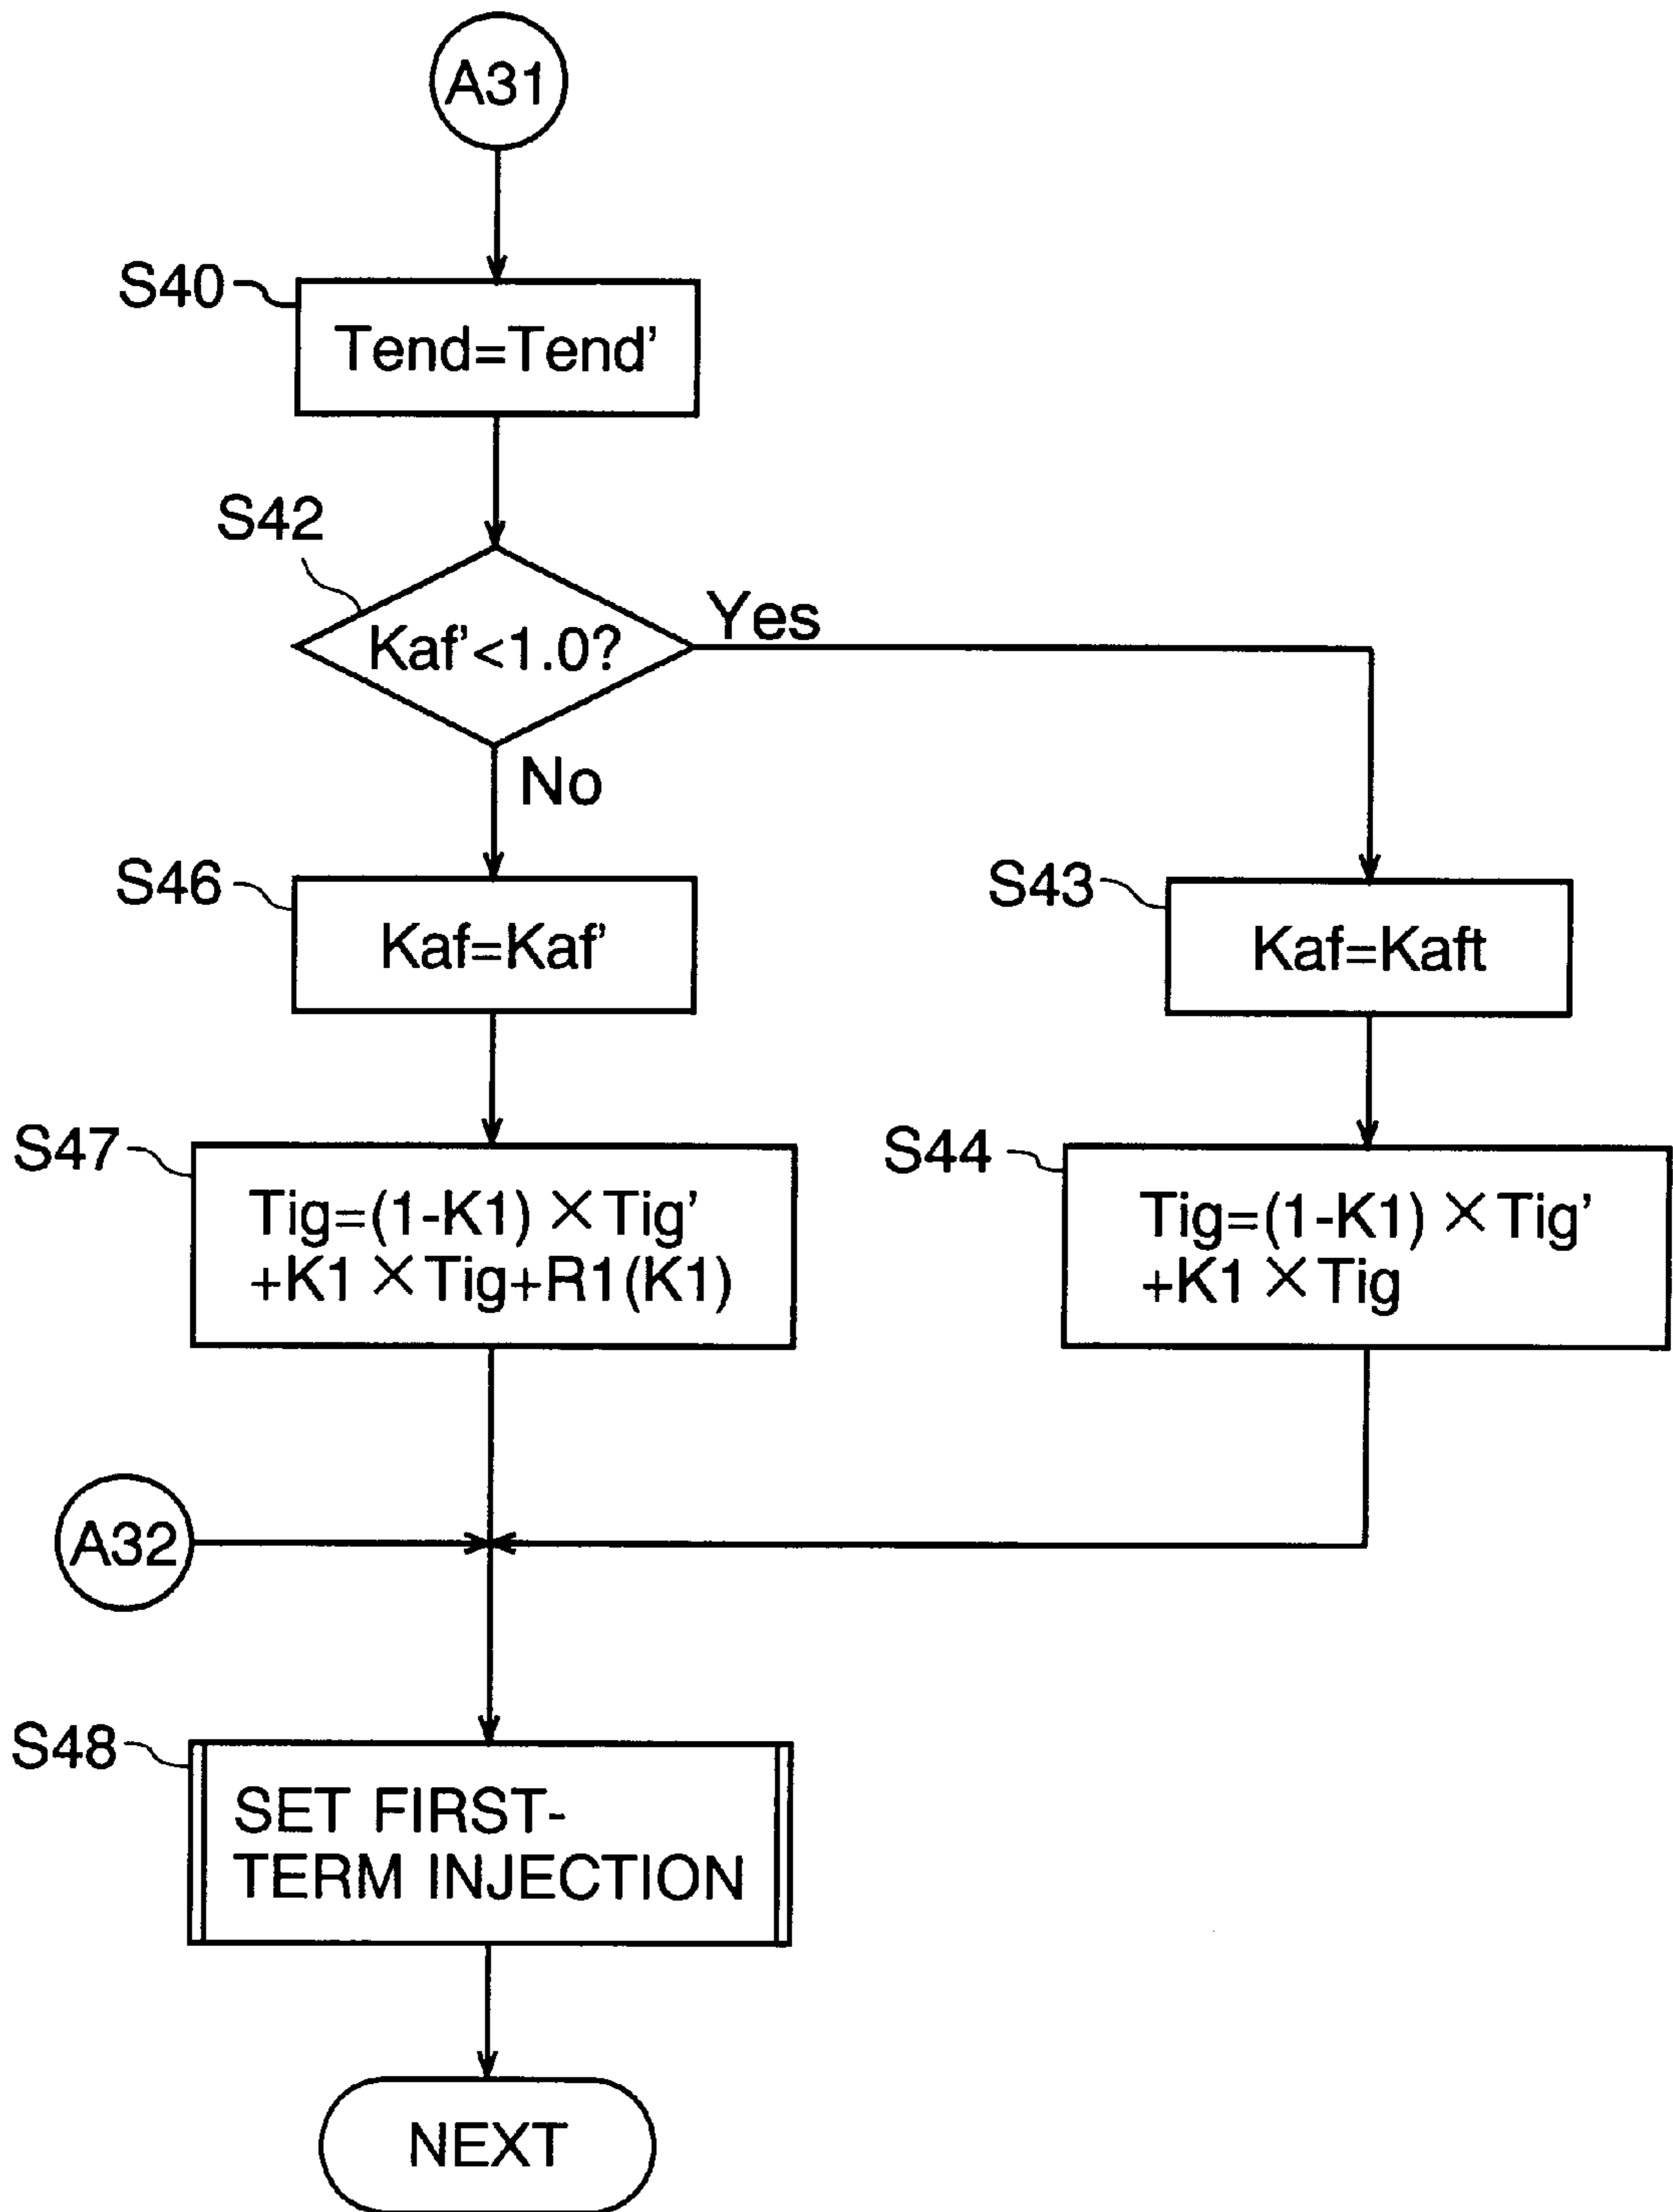 A31
S40
Tend=Tend’
S42
Kaf’<1.0?
Yes
No
S46
Kaf=Kaf’
S43
Kaf=Kaft
S47
Tig=(1-K1)×Tig’
+K1×Tig+R1(K1)
S44
Tig=(1-K1)×Tig’
+K1×Tig
A32
S48
SET FIRST-
TERM INJECTION
NEXT